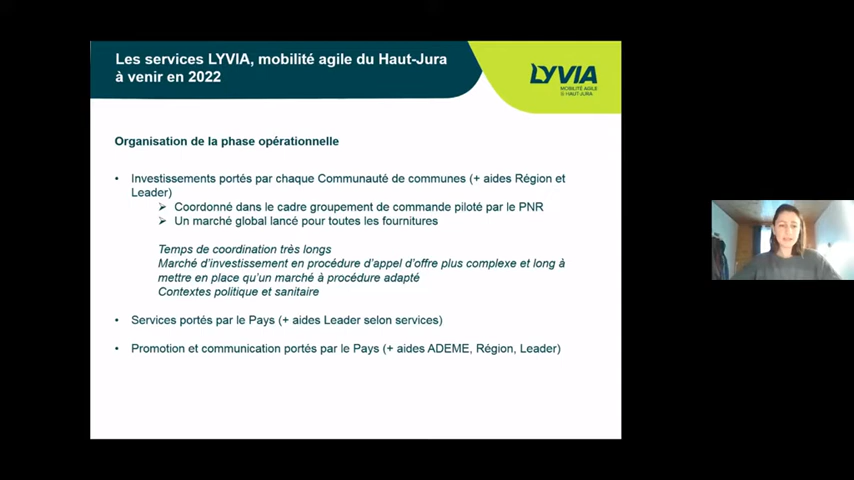 Les services LYVIA, mobilité agile du Haut-Jura
à venir en 2022
LYVIA
MOBILITÉ AGILE
HAUT-JURA
Organisation de la phase opérationnelle
• Investissements portés par chaque Communauté de communes (+ aides Région et
Leader)
➢ Coordonné dans le cadre groupement de commande piloté par le PNR
➢ Un marché global lancé pour toutes les fournitures
Temps de coordination très longs
Marché d'investissement en procédure d'appel d'offre plus complexe et long à
mettre en place qu'un marché à procédure adapté
Contextes politique et sanitaire
• Services portés par le Pays (+ aides Leader selon services)
• Promotion et communication portés par le Pays (+ aides ADEME, Région, Leader)